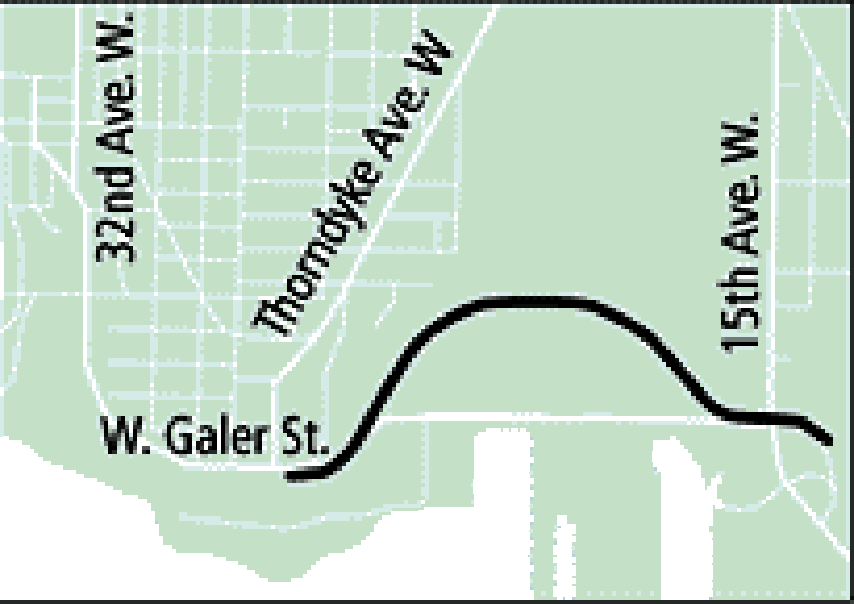 32nd Ave. W.
Thorndyke Ave. W
15th Ave. W.
W. Galer St.